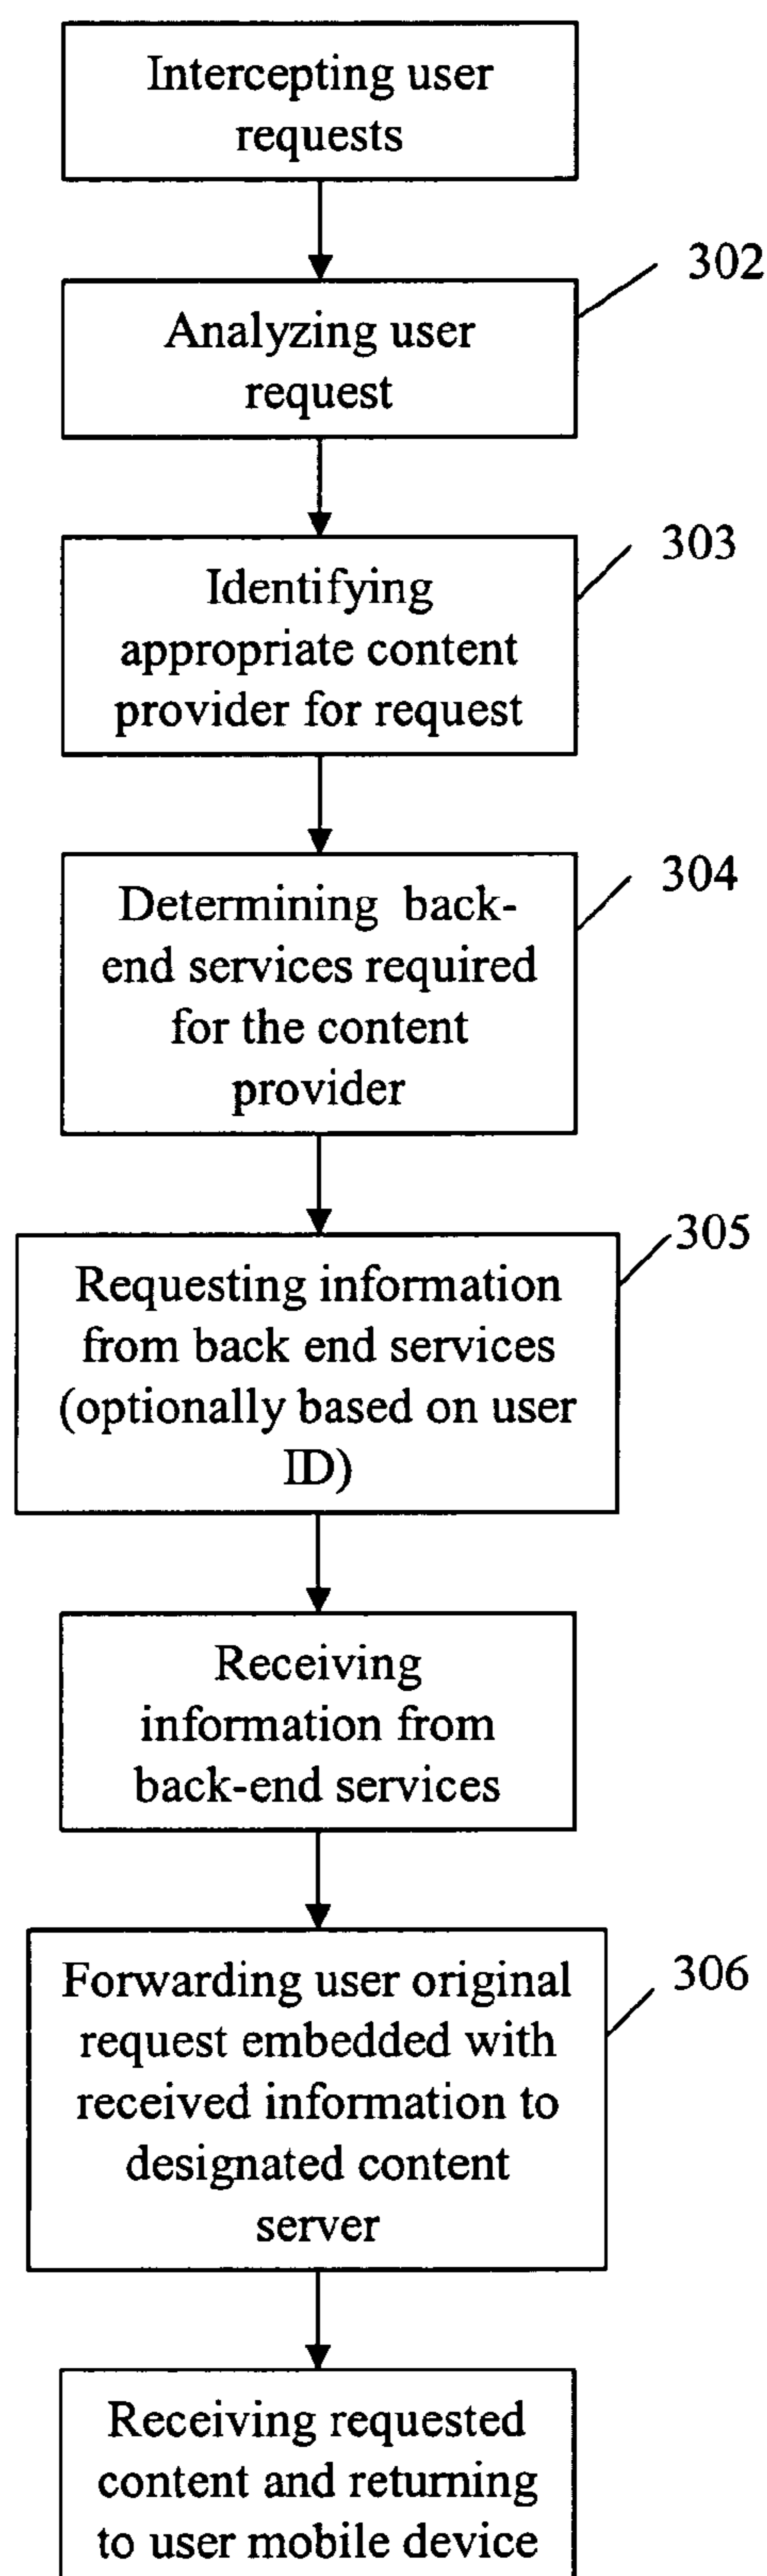 Intercepting user
requests
302
Analyzing user
request
303
Identifying
appropriate content
provider for request
304
Determining back-
end services required
for the content
provider
305
Requesting information
from back end services
(optionally based on user
ID)
Receiving
information from
back-end services
306
Forwarding user original
request embedded with
received information to
designated content
server
Receiving requested
content and returning
to user mobile device